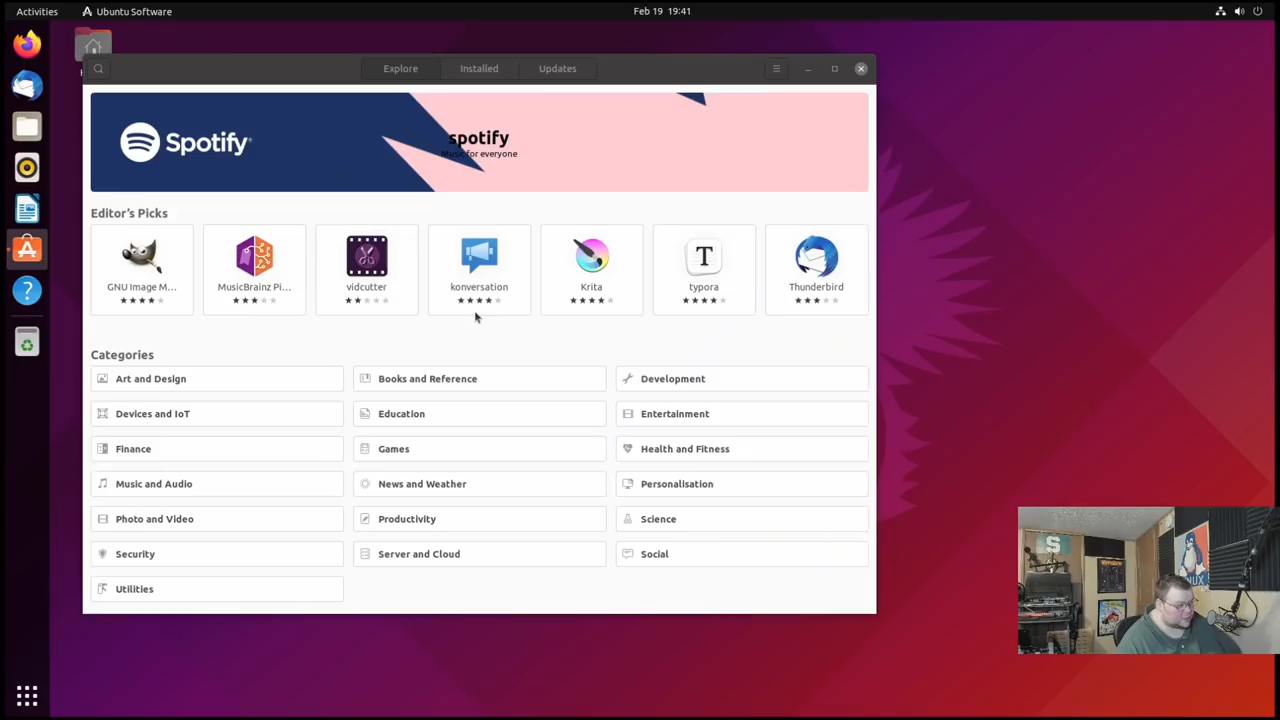 Activities
Ubuntu Software
Feb 19 19:41
Explore
Installed
Updates
Spotify
spotify
Music for everyone
Editor's Picks
GNU Image M...
MusicBrainz Pi...
vidcutter
konversation
Krita
T
typora
Thunderbird
Categories
Art and Design
Books and Reference
Development
Devices and IoT
Education
Entertainment
Finance
Games
Health and Fitness
Music and Audio
News and Weather
Personalisation
Photo and Video
Productivity
Science
Security
Server and Cloud
Social
Utilities
S